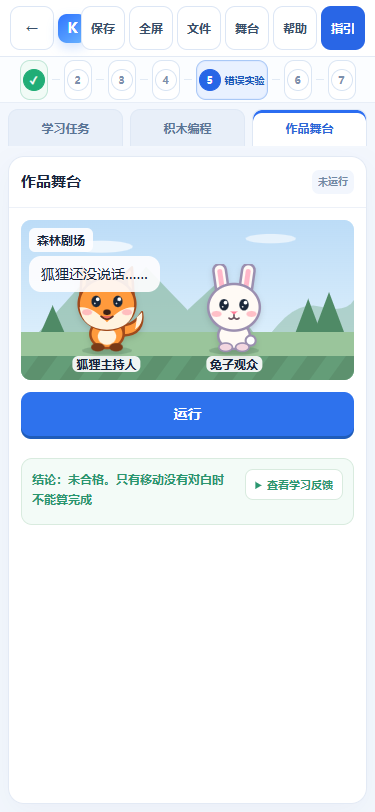 ← K 保存 全屏 文件 舞台 帮助 指引
✓ 2 3 4 5 错误实验 6 7
学习任务 积木编程 作品舞台
作品舞台 未运行
森林剧场
狐狸还没说话……
狐狸主持人 兔子观众
运行
结论：未合格。只有移动没有对白时
不能算完成
▶ 查看学习反馈